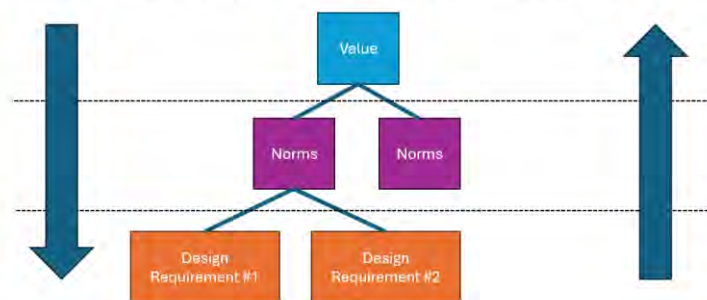 Value
Norms
Norms
Design
Requirement #1
Design
Requirement #2